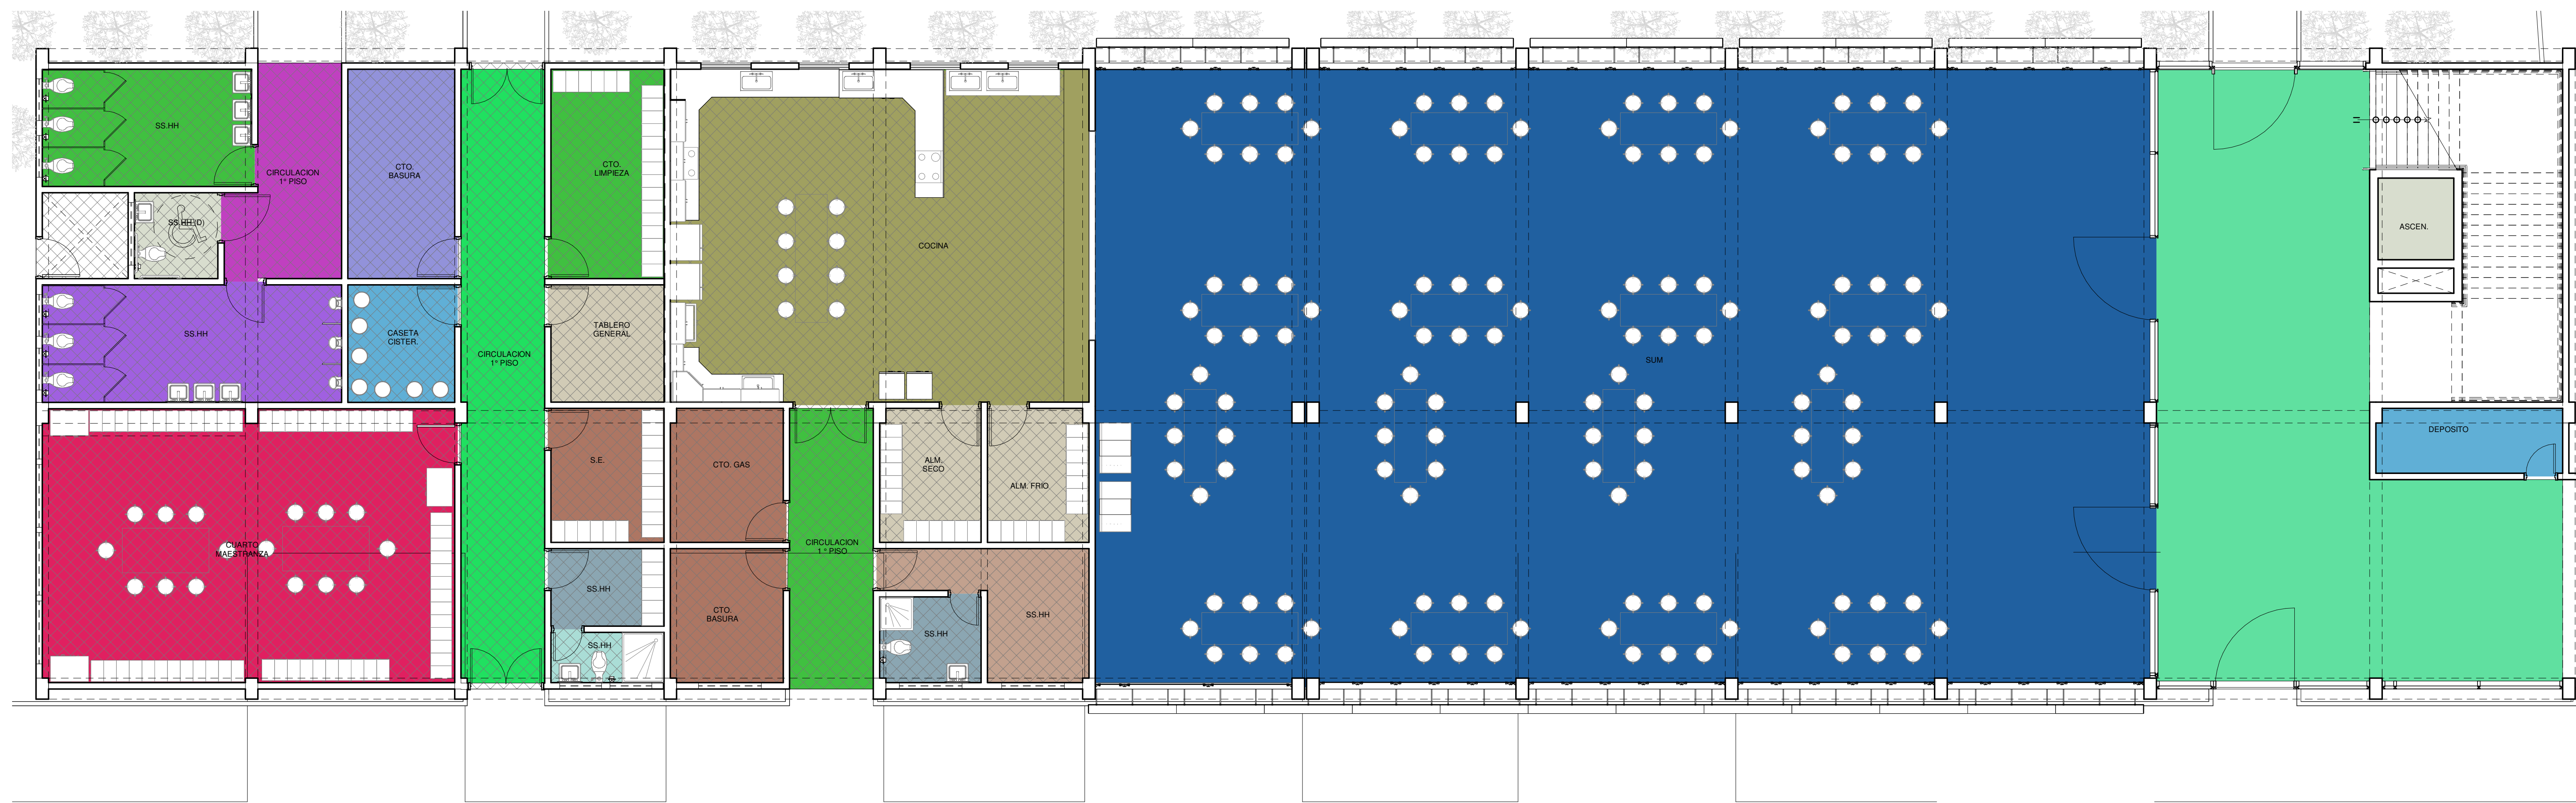 SS.HH
CIRCULACION
1° PISO
CTO.
BASURA
CTO.
LIMPIEZA
SS.HH(D)
COCINA
ASCEN.
SS.HH
CASETA
CISTER.
TABLERO
GENERAL
CIRCULACION
1° PISO
SUM
DEPOSITO
S.E.
CTO. GAS
ALM.
SECO
ALM. FRIO
CUARTO
MAESTRANZA
CIRCULACION
1 ° PISO
SS.HH
CTO.
BASURA
SS.HH
SS.HH
SS.HH